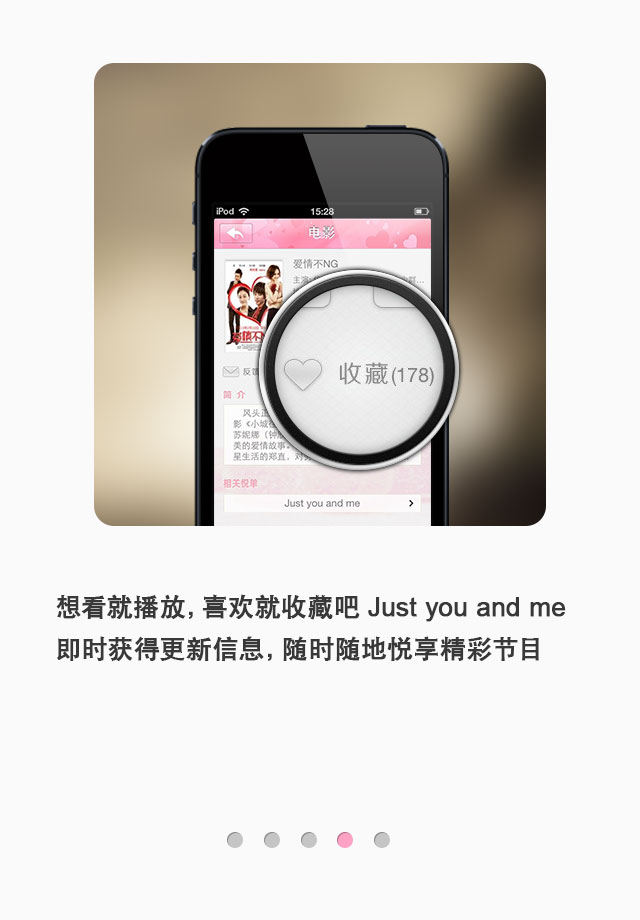 iPod 15:28
电影
爱情不NG
主演:
反馈
收藏(178)
简 介
风头正
影《小城往
苏妮娜（钟
美的爱情故事。
星生活的郑直，对
相关悦单
Just you and me
想看就播放，喜欢就收藏吧 Just you and me
即时获得更新信息，随时随地悦享精彩节目